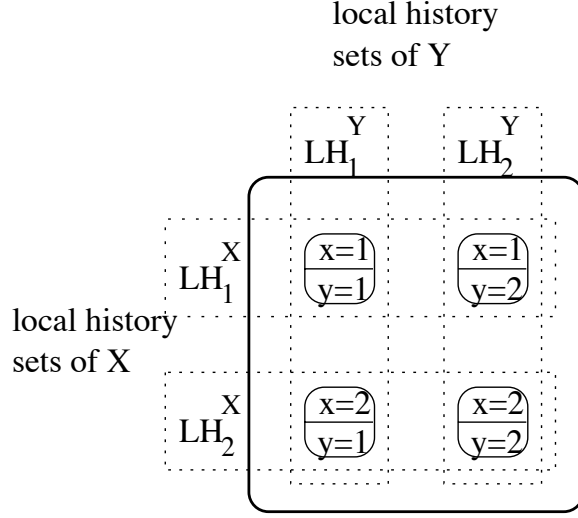 local history
sets of Y
LH₁ʸ LH₂ʸ
LH₁ˣ x=1 x=1
y=1 y=2
local history
sets of X
LH₂ˣ x=2 x=2
y=1 y=2